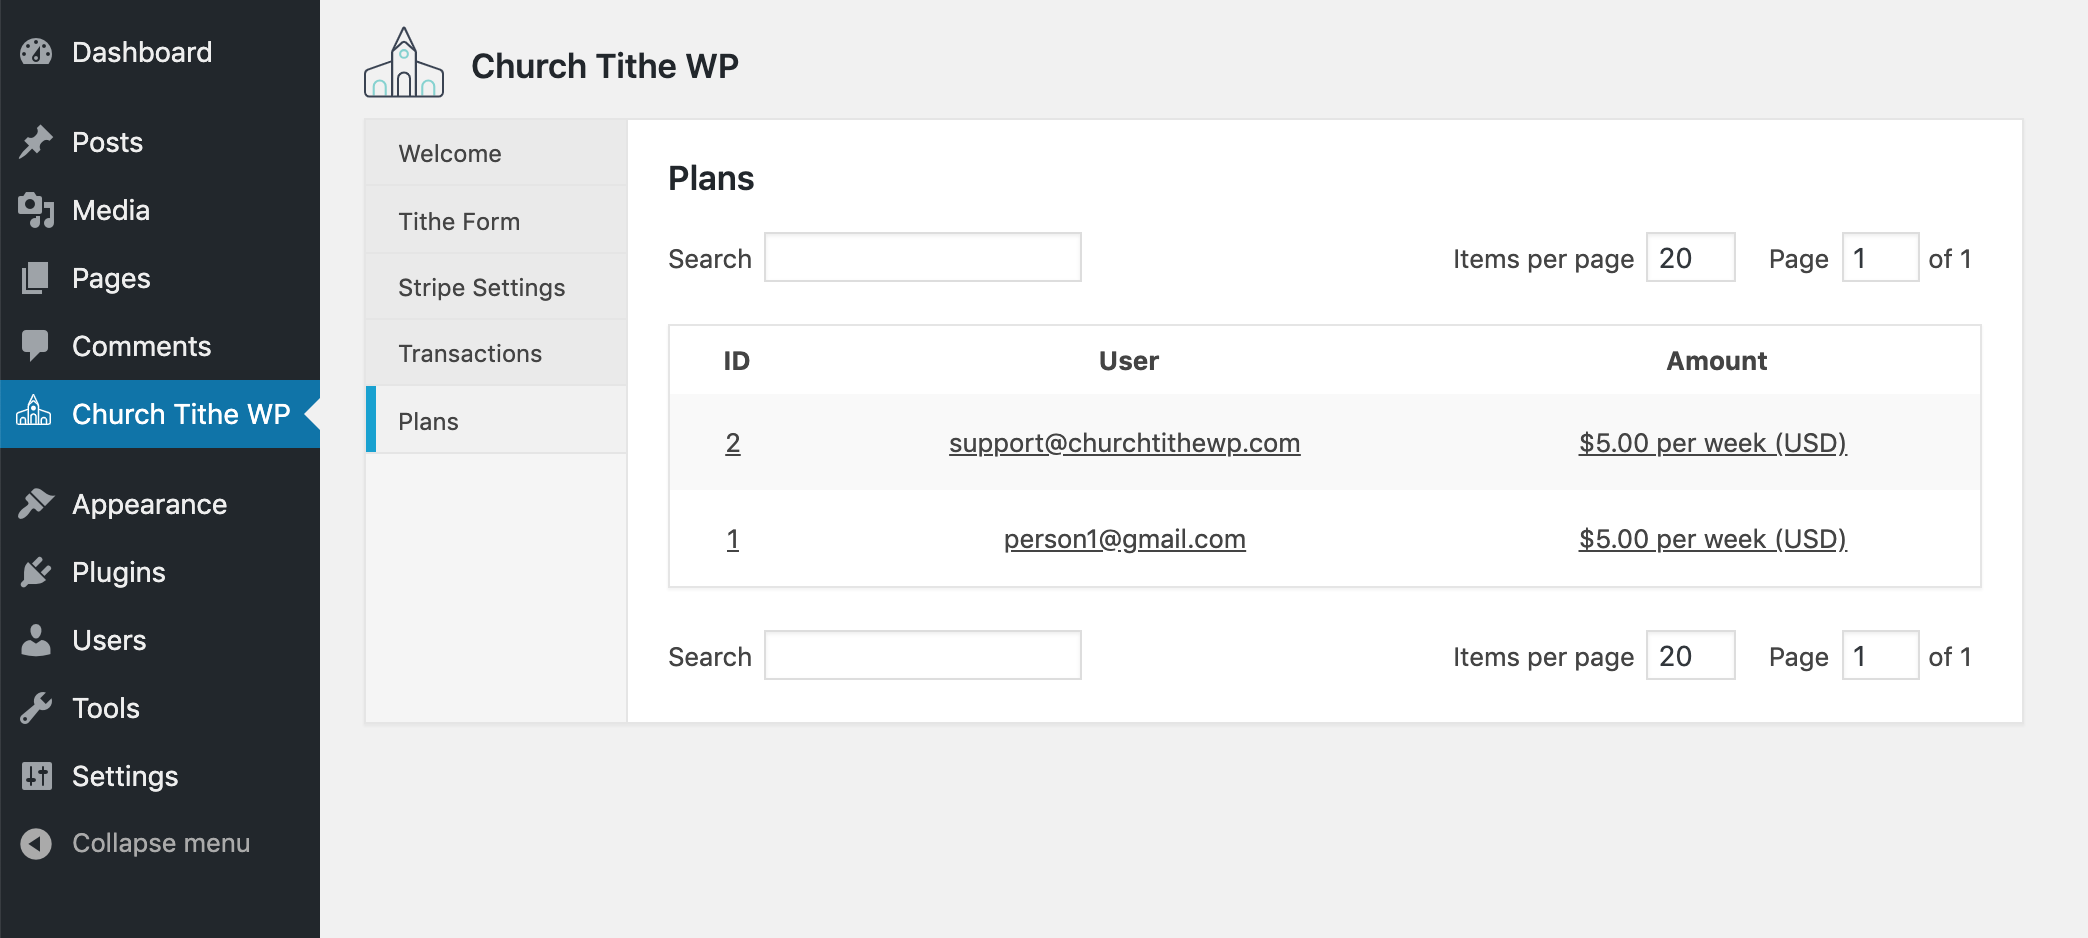 Dashboard
Posts
Media
Pages
Comments
Church Tithe WP
Appearance
Plugins
Users
Tools
Settings
Collapse menu
Church Tithe WP
Welcome
Tithe Form
Stripe Settings
Transactions
Plans
Plans
Search Items per page 20 Page 1 of 1
ID User Amount
2 support@churchtithewp.com $5.00 per week (USD)
1 person1@gmail.com $5.00 per week (USD)
Search Items per page 20 Page 1 of 1